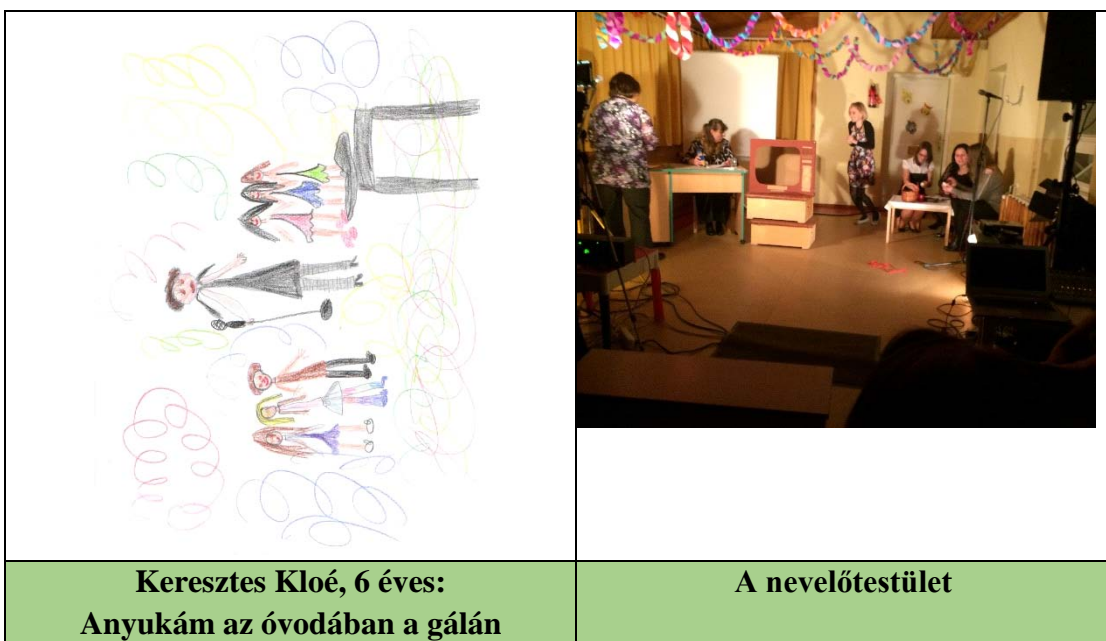 Keresztes Kloé, 6 éves:
Anyukám az óvodában a gálán
A nevelőtestület